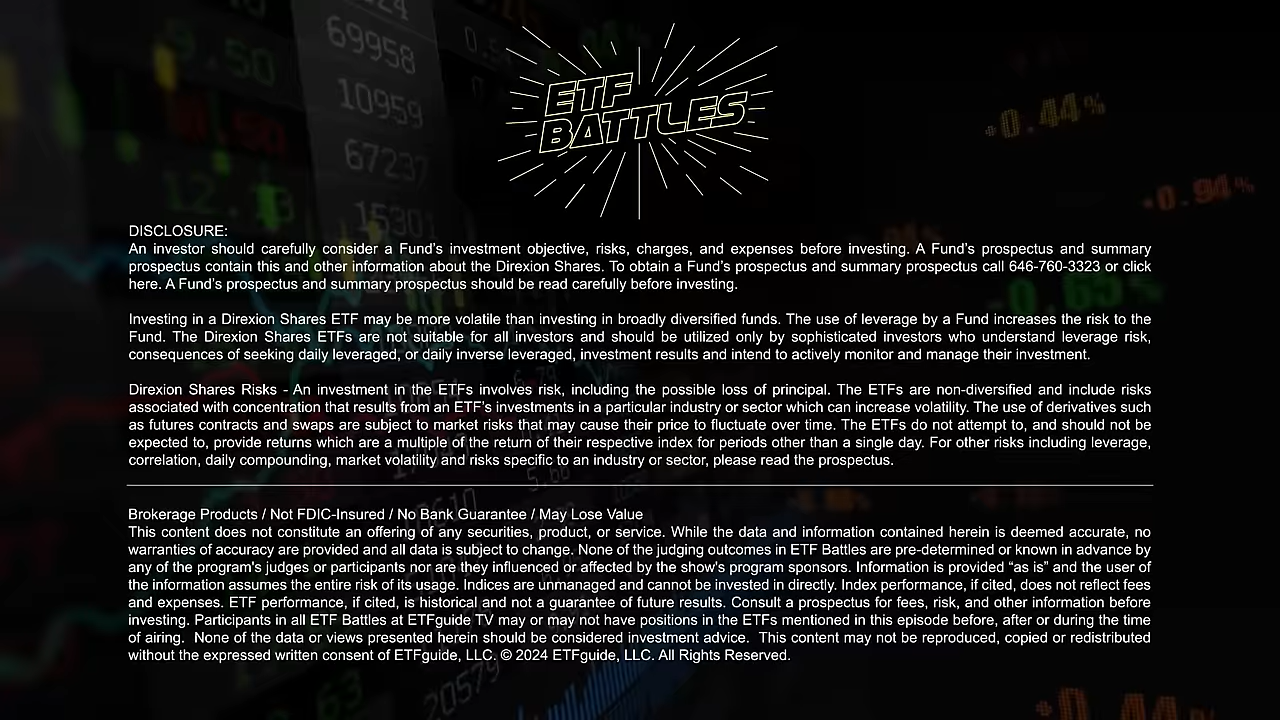 ETF
BATTLES
DISCLOSURE:
An investor should carefully consider a Fund's investment objective, risks, charges, and expenses before investing. A Fund's prospectus and summary
prospectus contain this and other information about the Direxion Shares. To obtain a Fund's prospectus and summary prospectus call 646-760-3323 or click
here. A Fund's prospectus and summary prospectus should be read carefully before investing.
Investing in a Direxion Shares ETF may be more volatile than investing in broadly diversified funds. The use of leverage by a Fund increases the risk to the
Fund. The Direxion Shares ETFs are not suitable for all investors and should be utilized only by sophisticated investors who understand leverage risk,
consequences of seeking daily leveraged, or daily inverse leveraged, investment results and intend to actively monitor and manage their investment.
Direxion Shares Risks - An investment in the ETFs involves risk, including the possible loss of principal. The ETFs are non-diversified and include risks
associated with concentration that results from an ETF's investments in a particular industry or sector which can increase volatility. The use of derivatives such
as futures contracts and swaps are subject to market risks that may cause their price to fluctuate over time. The ETFs do not attempt to, and should not be
expected to, provide returns which are a multiple of the return of their respective index for periods other than a single day. For other risks including leverage,
correlation, daily compounding, market volatility and risks specific to an industry or sector, please read the prospectus.
Brokerage Products / Not FDIC-Insured / No Bank Guarantee / May Lose Value
This content does not constitute an offering of any securities, product, or service. While the data and information contained herein is deemed accurate, no
warranties of accuracy are provided and all data is subject to change. None of the judging outcomes in ETF Battles are pre-determined or known in advance by
any of the program's judges or participants nor are they influenced or affected by the show's program sponsors. Information is provided “as is” and the user of
the information assumes the entire risk of its usage. Indices are unmanaged and cannot be invested in directly. Index performance, if cited, does not reflect fees
and expenses. ETF performance, if cited, is historical and not a guarantee of future results. Consult a prospectus for fees, risk, and other information before
investing. Participants in all ETF Battles at ETFguide TV may or may not have positions in the ETFs mentioned in this episode before, after or during the time
of airing. None of the data or views presented herein should be considered investment advice. This content may not be reproduced, copied or redistributed
without the expressed written consent of ETFguide, LLC. © 2024 ETFguide, LLC. All Rights Reserved.
69958
10959
67237
15301
+0.44%
20579